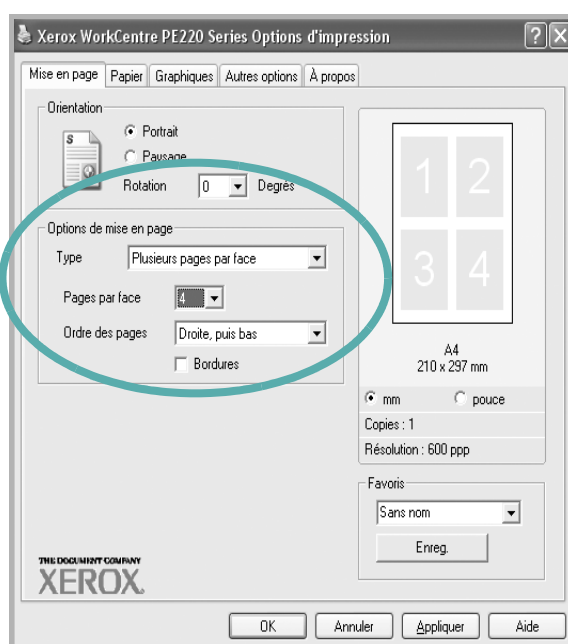 Xerox WorkCentre PE220 Series Options d'impression
Mise en page Papier Graphiques Autres options À propos
Orientation
S
Portrait
Paysage
Rotation 0 Degrés
Options de mise en page
Type Plusieurs pages par face
Pages par face 4
Ordre des pages Droite, puis bas
Bordures
1 2
3 4
A4
210 x 297 mm
mm pouce
Copies : 1
Résolution : 600 ppp
Favoris
Sans nom
Enreg.
THE DOCUMENT COMPANY
XEROX.
OK Annuler Appliquer Aide